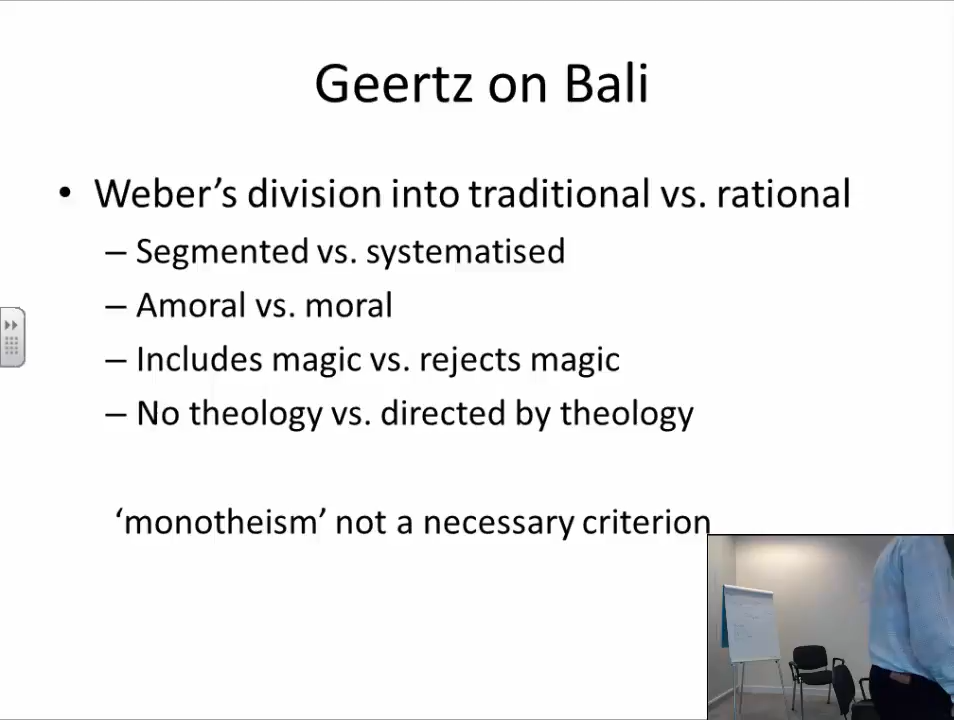 Geertz on Bali
• Weber’s division into traditional vs. rational
– Segmented vs. systematised
– Amoral vs. moral
– Includes magic vs. rejects magic
– No theology vs. directed by theology
‘monotheism’ not a necessary criterion